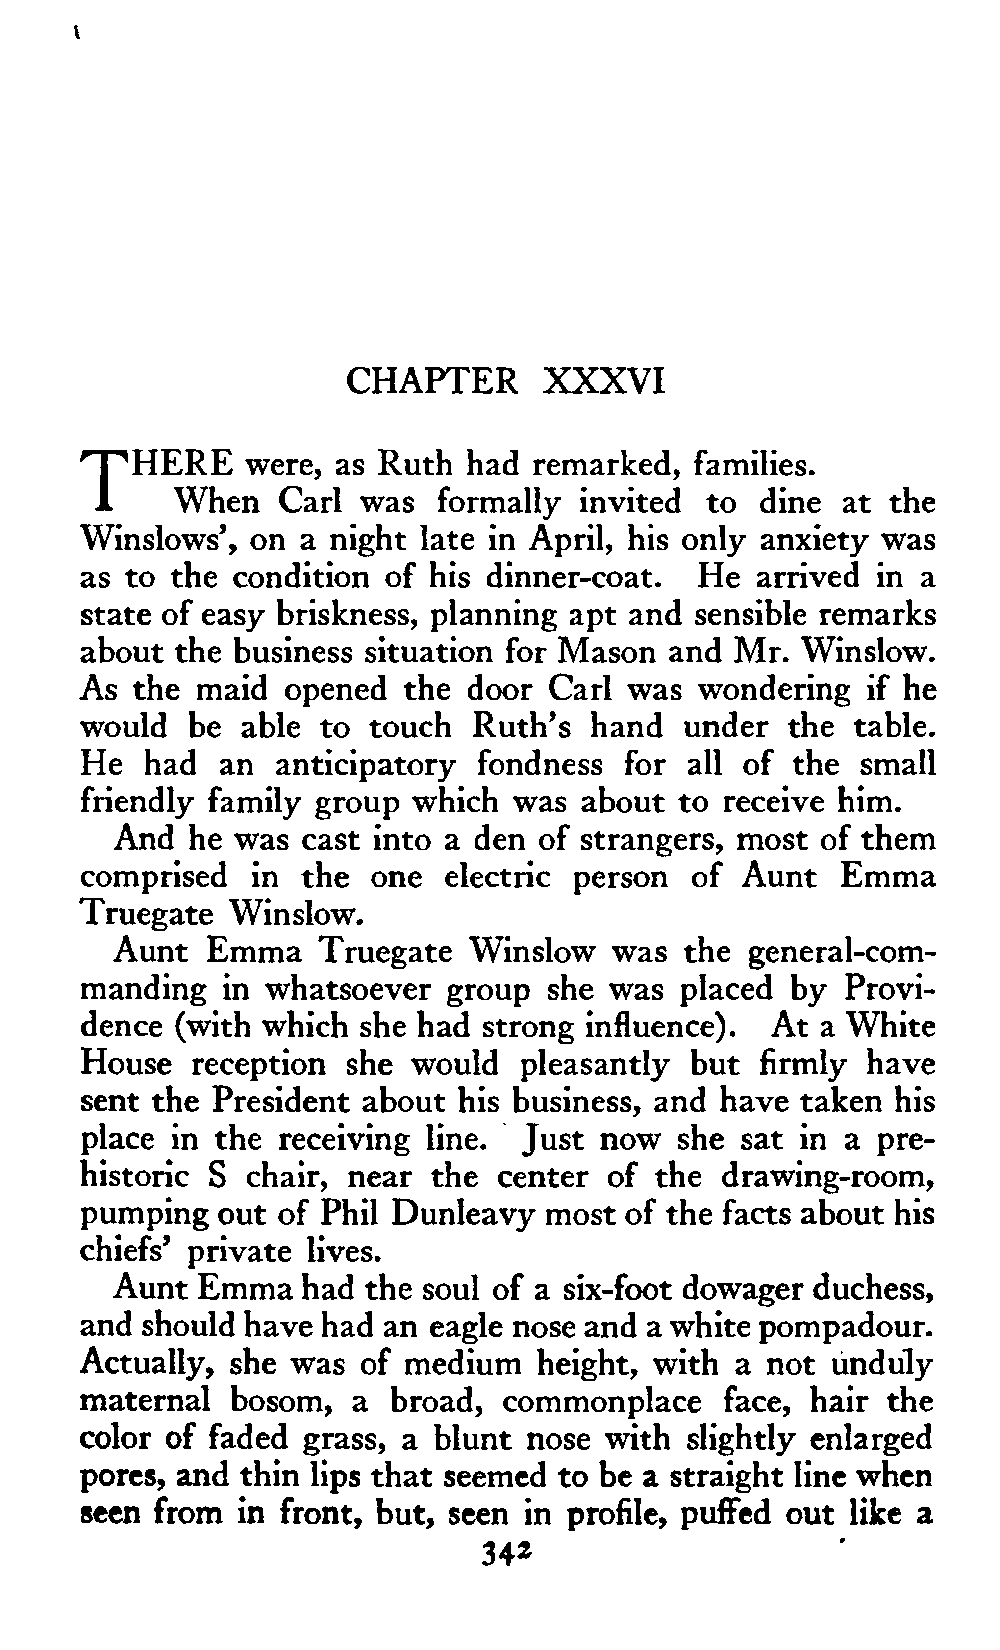 CHAPTER XXXVI
THERE were, as Ruth had remarked, families.
When Carl was formally invited to dine at the
Winslows', on a night late in April, his only anxiety was
as to the condition of his dinner-coat. He arrived in a
state of easy briskness, planning apt and sensible remarks
about the business situation for Mason and Mr. Winslow.
As the maid opened the door Carl was wondering if he
would be able to touch Ruth's hand under the table.
He had an anticipatory fondness for all of the small
friendly family group which was about to receive him.
And he was cast into a den of strangers, most of them
comprised in the one electric person of Aunt Emma
Truegate Winslow.
Aunt Emma Truegate Winslow was the general-com-
manding in whatsoever group she was placed by Provi-
dence (with which she had strong influence). At a White
House reception she would pleasantly but firmly have
sent the President about his business, and have taken his
place in the receiving line. Just now she sat in a pre-
historic S chair, near the center of the drawing-room,
pumping out of Phil Dunleavy most of the facts about his
chiefs' private lives.
Aunt Emma had the soul of a six-foot dowager duchess,
and should have had an eagle nose and a white pompadour.
Actually, she was of medium height, with a not unduly
maternal bosom, a broad, commonplace face, hair the
color of faded grass, a blunt nose with slightly enlarged
pores, and thin lips that seemed to be a straight line when
seen from in front, but, seen in profile, puffed out like a
342